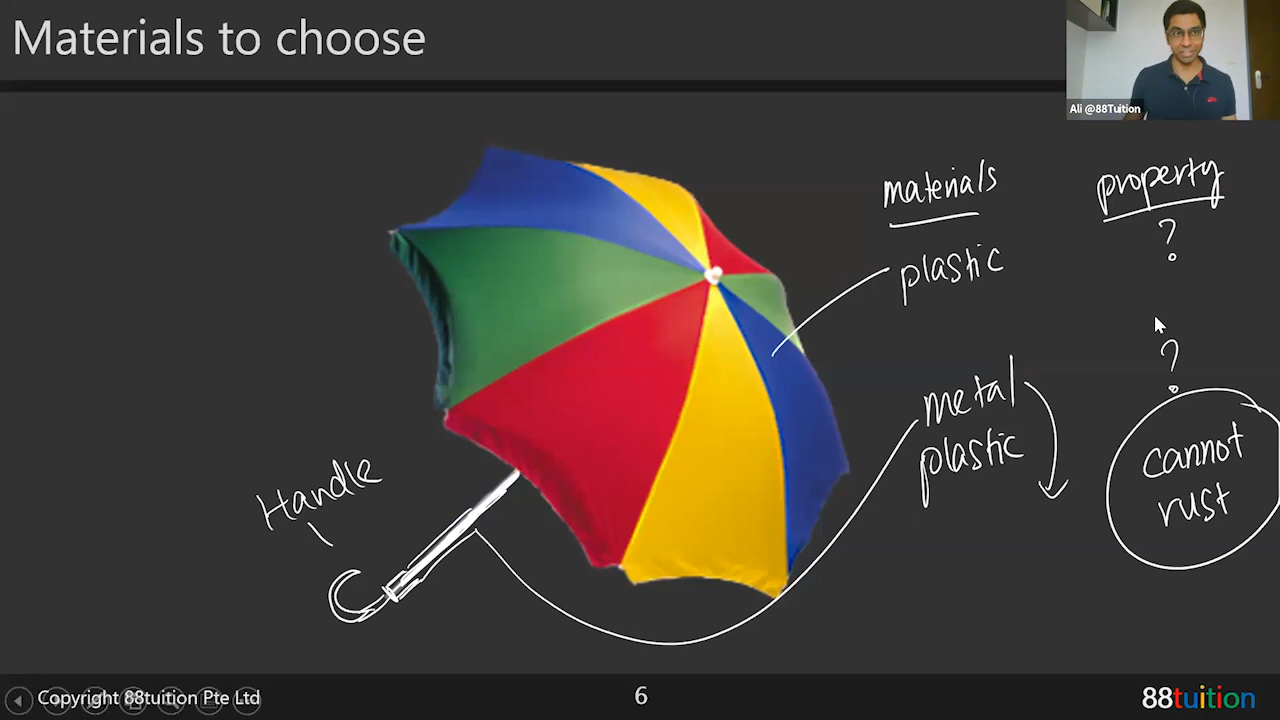 Materials to choose
Ali @88Tuition
materials
property
?
plastic
?
metal
plastic
cannot
rust
Handle
Copyright 88tuition Pte Ltd
6
88tuition